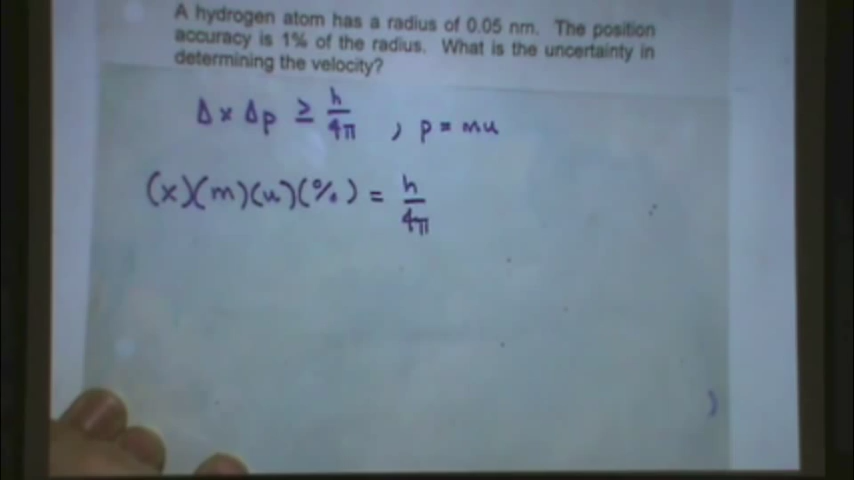 A hydrogen atom has a radius of 0.05 nm. The position
accuracy is 1% of the radius. What is the uncertainty in
determining the velocity?
Δx Δp ≥ h/4π , p = mu
(x)(m)(u)(%) = h/4π